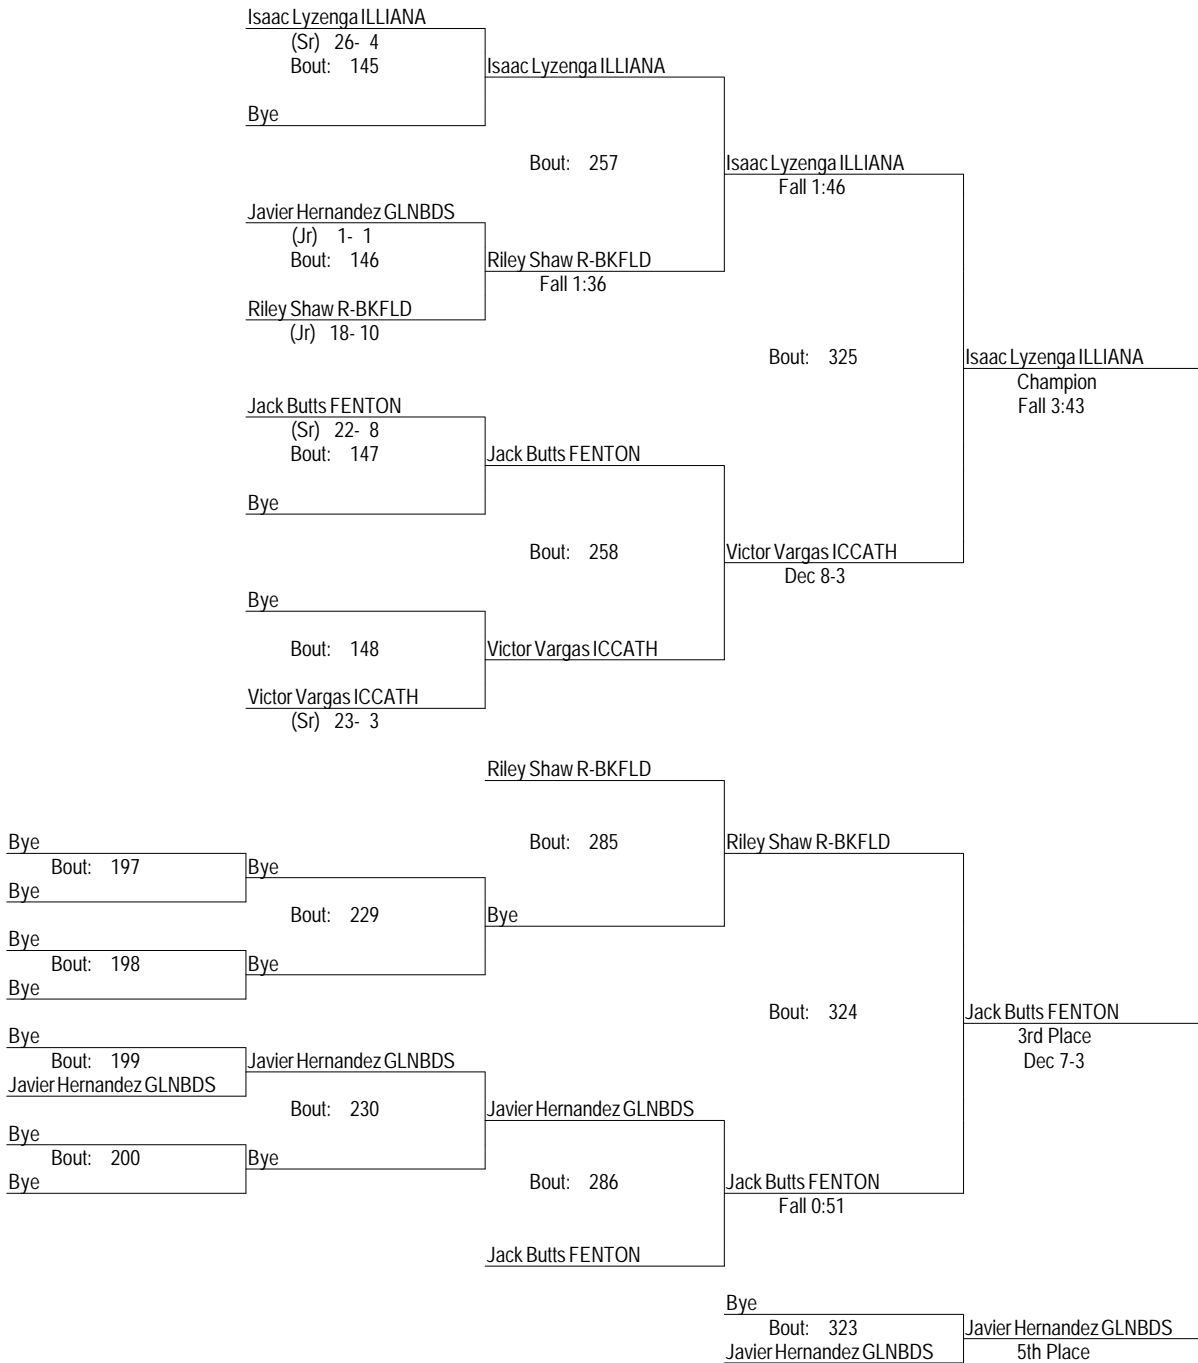 Isaac Lyzenga ILLIANA
(Sr) 26- 4
Bout: 145
Isaac Lyzenga ILLIANA
Bye
Bout: 257
Isaac Lyzenga ILLIANA
Fall 1:46
Javier Hernandez GLNBDS
(Jr) 1- 1
Bout: 146
Riley Shaw R-BKFLD
Fall 1:36
Riley Shaw R-BKFLD
(Jr) 18- 10
Bout: 325
Isaac Lyzenga ILLIANA
Champion
Fall 3:43
Jack Butts FENTON
(Sr) 22- 8
Bout: 147
Jack Butts FENTON
Bye
Bout: 258
Victor Vargas ICCATH
Dec 8-3
Bye
Bout: 148
Victor Vargas ICCATH
Victor Vargas ICCATH
(Sr) 23- 3
Riley Shaw R-BKFLD
Bye
Bout: 285
Riley Shaw R-BKFLD
Bout: 197
Bye
Bye
Bout: 229
Bye
Bye
Bout: 198
Bye
Bye
Bout: 324
Jack Butts FENTON
3rd Place
Dec 7-3
Bye
Bout: 199
Javier Hernandez GLNBDS
Javier Hernandez GLNBDS
Bout: 230
Javier Hernandez GLNBDS
Bye
Bout: 200
Bye
Bye
Bout: 286
Jack Butts FENTON
Fall 0:51
Jack Butts FENTON
Bye
Bout: 323
Javier Hernandez GLNBDS
Javier Hernandez GLNBDS
5th Place